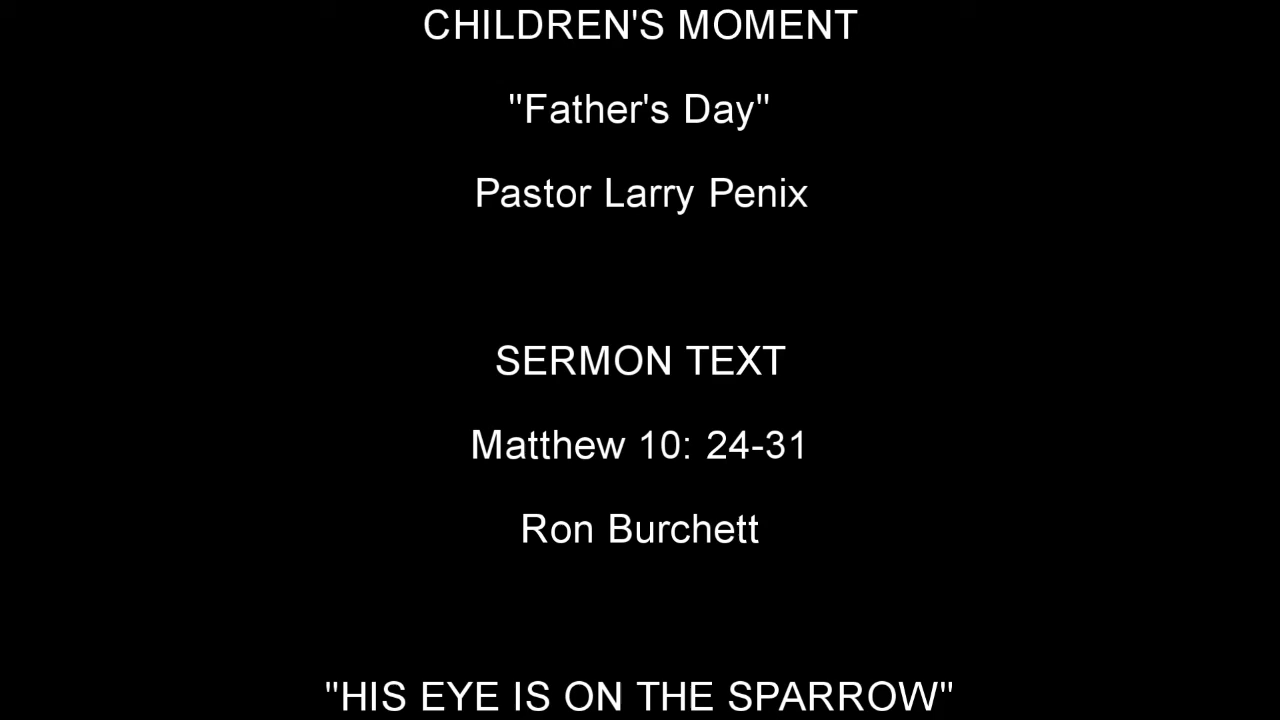 CHILDREN'S MOMENT
"Father's Day"
Pastor Larry Penix
SERMON TEXT
Matthew 10: 24-31
Ron Burchett
"HIS EYE IS ON THE SPARROW"